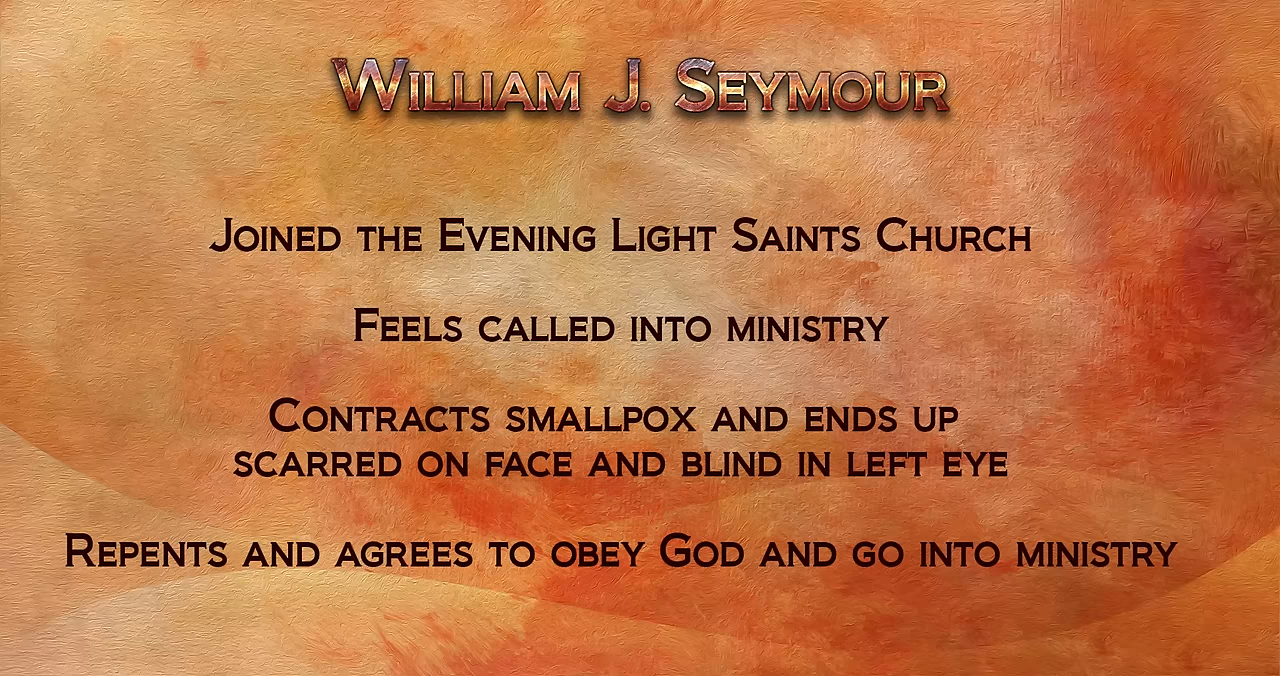 William J. Seymour
Joined the Evening Light Saints Church
Feels called into ministry
Contracts smallpox and ends up
scarred on face and blind in left eye
Repents and agrees to obey God and go into ministry